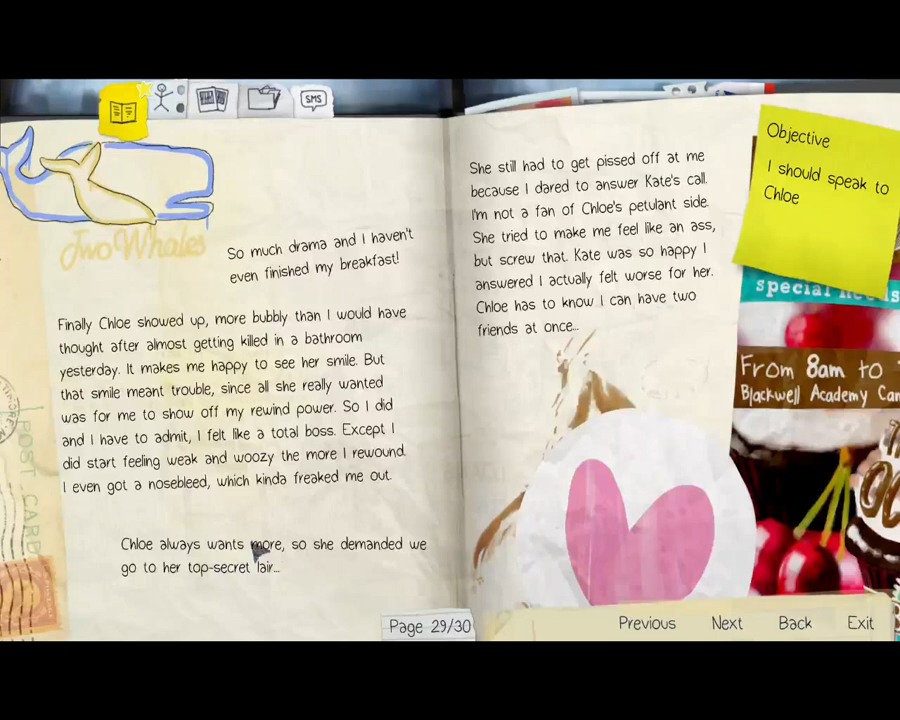 SMS
Two Whales
So much drama and I haven't
even finished my breakfast!
Finally Chloe showed up, more bubbly than I would have
thought after almost getting killed in a bathroom
yesterday. It makes me happy to see her smile. But
that smile meant trouble, since all she really wanted
was for me to show off my rewind power. So I did
and I have to admit, I felt like a total boss. Except I
did start feeling weak and woozy the more I rewound.
I even got a nosebleed, which kinda freaked me out.
Chloe always wants more, so she demanded we
go to her top-secret lair...
POST CARD
Page 29/30
She still had to get pissed off at me
because I dared to answer Kate's call.
I'm not a fan of Chloe's petulant side.
She tried to make me feel like an ass,
but screw that. Kate was so happy I
answered I actually felt worse for her.
Chloe has to know I can have two
friends at once...
Objective
I should speak to
Chloe
special
From 8am to
Blackwell Academy
Previous Next Back Exit